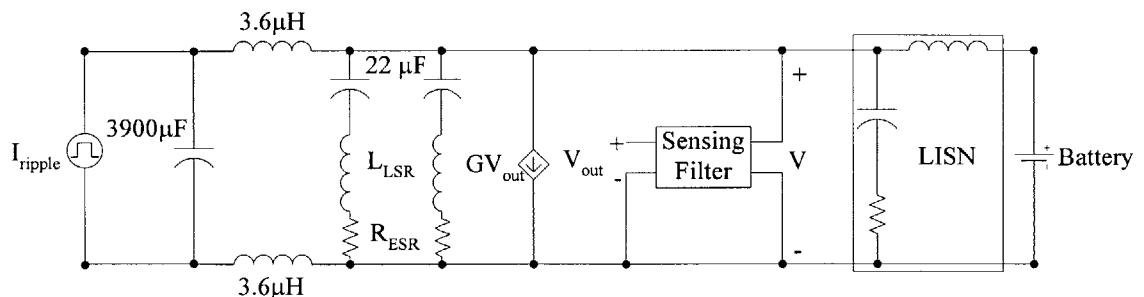 3.6μH
22 μF
3900μF
I_ripple
L_LSR
R_ESR
GV_out
+
-
V_out
Sensing
Filter
+
V
-
LISN
+
Battery
3.6μH